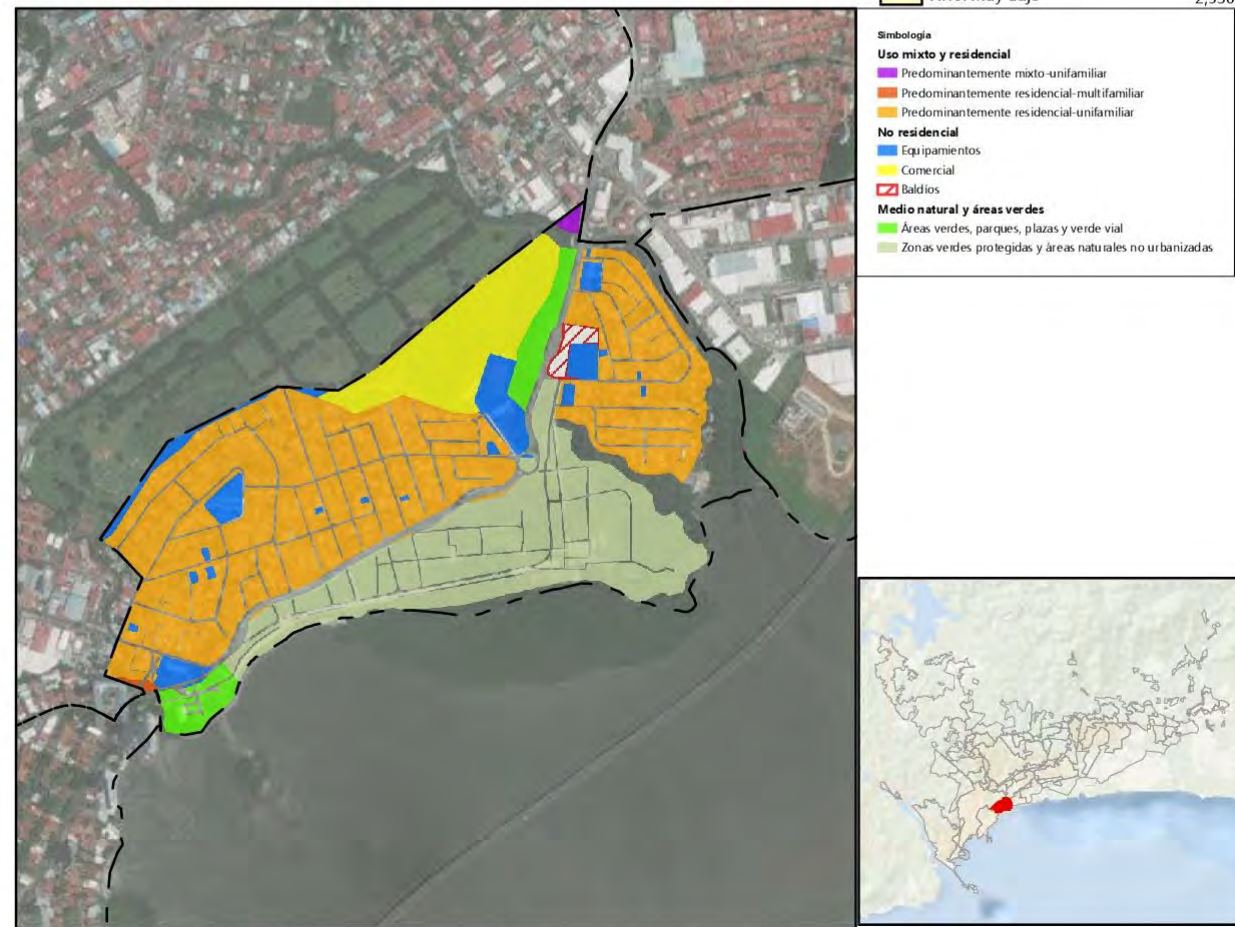 Simbología
Uso mixto y residencial
Predominantemente mixto-unifamiliar
Predominantemente residencial-multifamiliar
Predominantemente residencial-unifamiliar
No residencial
Equipamientos
Comercial
Baldíos
Medio natural y áreas verdes
Áreas verdes, parques, plazas y verde vial
Zonas verdes protegidas y áreas naturales no urbanizadas